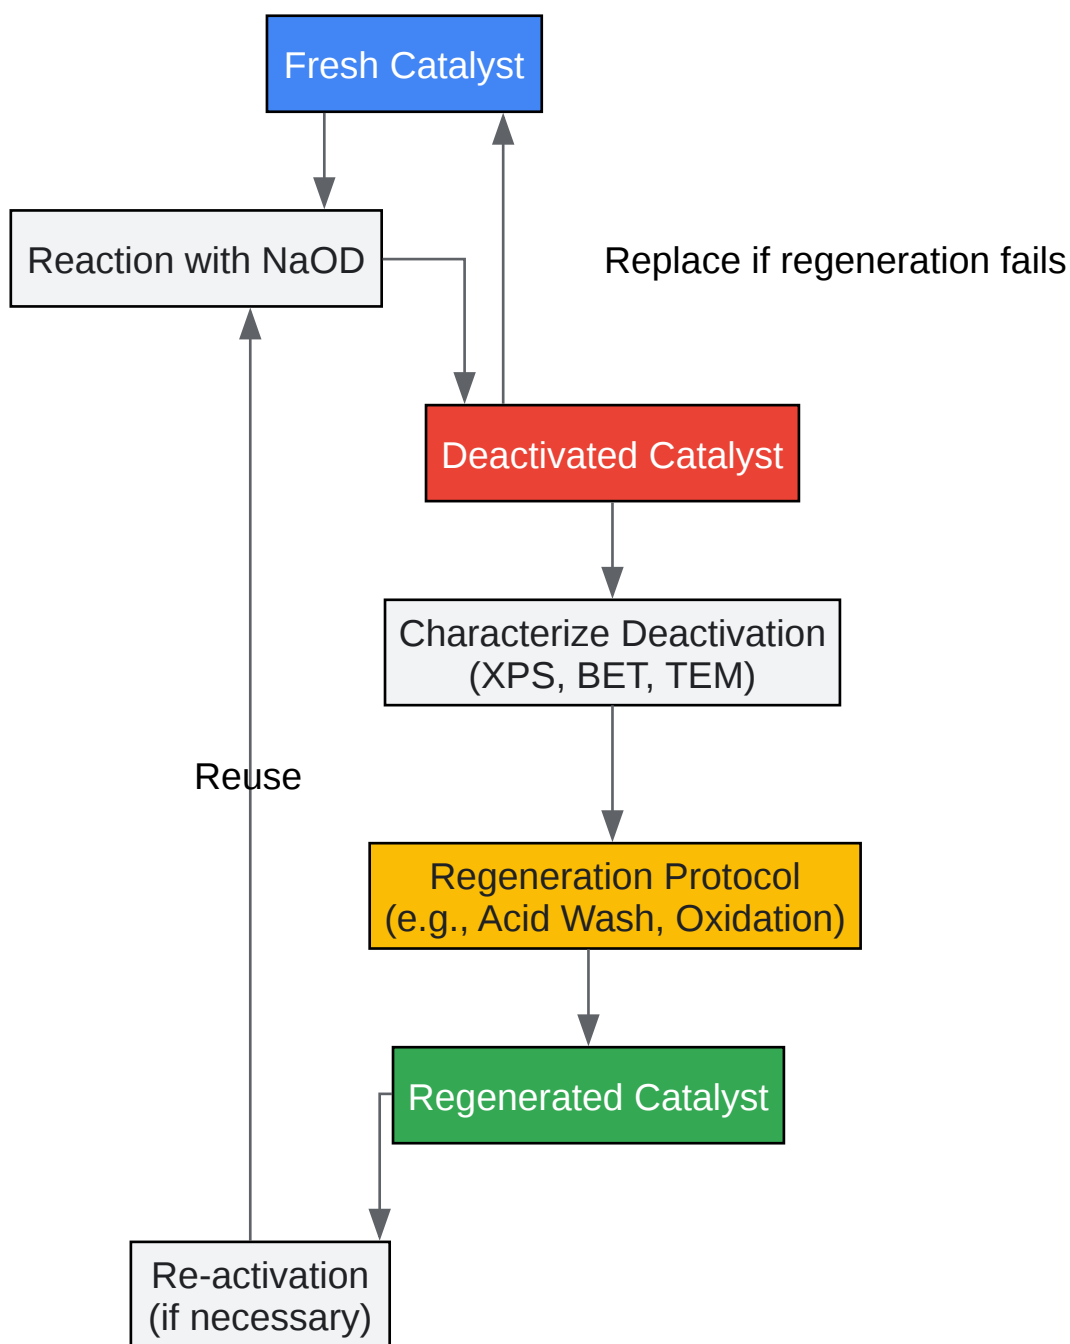 Fresh Catalyst
Reaction with NaOD
Replace if regeneration fails
Deactivated Catalyst
Characterize Deactivation
(XPS, BET, TEM)
Reuse
Regeneration Protocol
(e.g., Acid Wash, Oxidation)
Regenerated Catalyst
Re-activation
(if necessary)